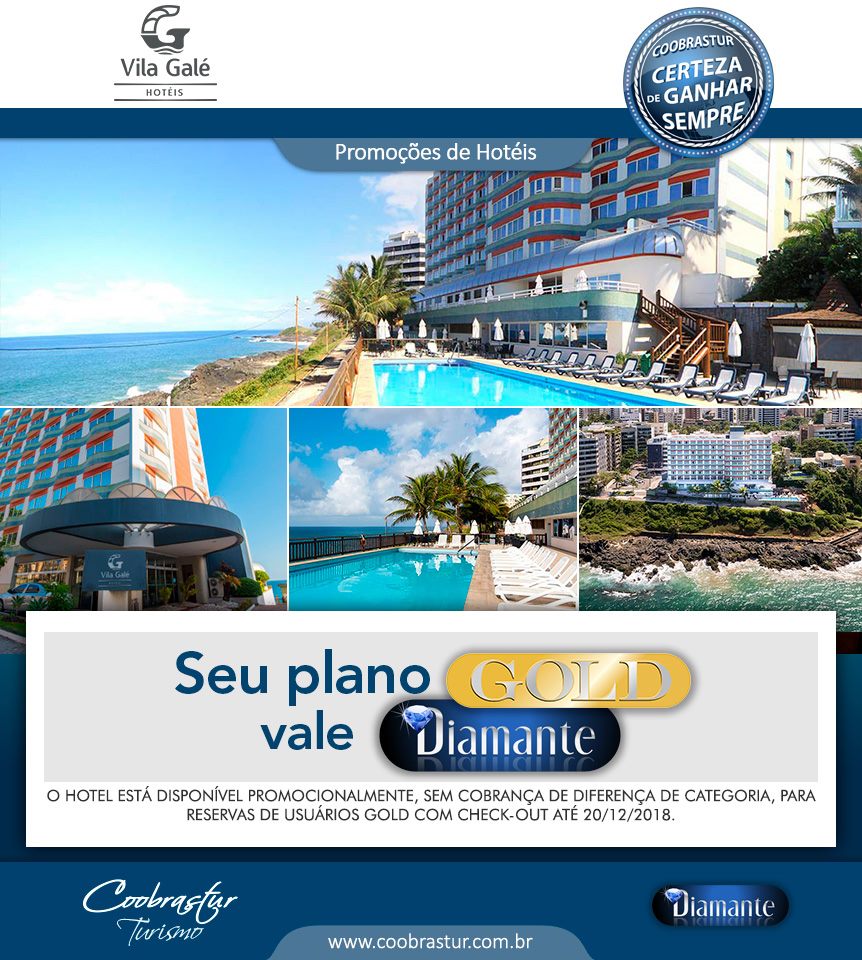 Vila Galé
HOTÉIS
COOBRASTUR
CERTEZA
DE GANHAR
SEMPRE
Promoções de Hotéis
Vila Galé
Seu plano GOLD
vale Diamante
O HOTEL ESTÁ DISPONÍVEL PROMOCIONALMENTE, SEM COBRANÇA DE DIFERENÇA DE CATEGORIA, PARA
RESERVAS DE USUÁRIOS GOLD COM CHECK-OUT ATÉ 20/12/2018.
Coobrastur
Turismo
Diamante
www.coobrastur.com.br